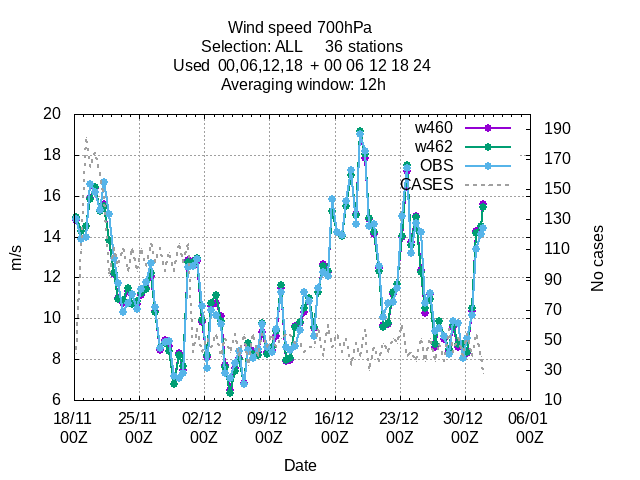 Wind speed 700hPa
Selection: ALL 36 stations
Used 00,06,12,18 + 00 06 12 18 24
Averaging window: 12h
20
18
16
14
12
10
8
6
m/s
190
170
150
130
110
90
70
50
30
10
No cases
w460
w462
OBS
CASES
18/11 25/11 02/12 09/12 16/12 23/12 30/12 06/01
00Z 00Z 00Z 00Z 00Z 00Z 00Z 00Z
Date